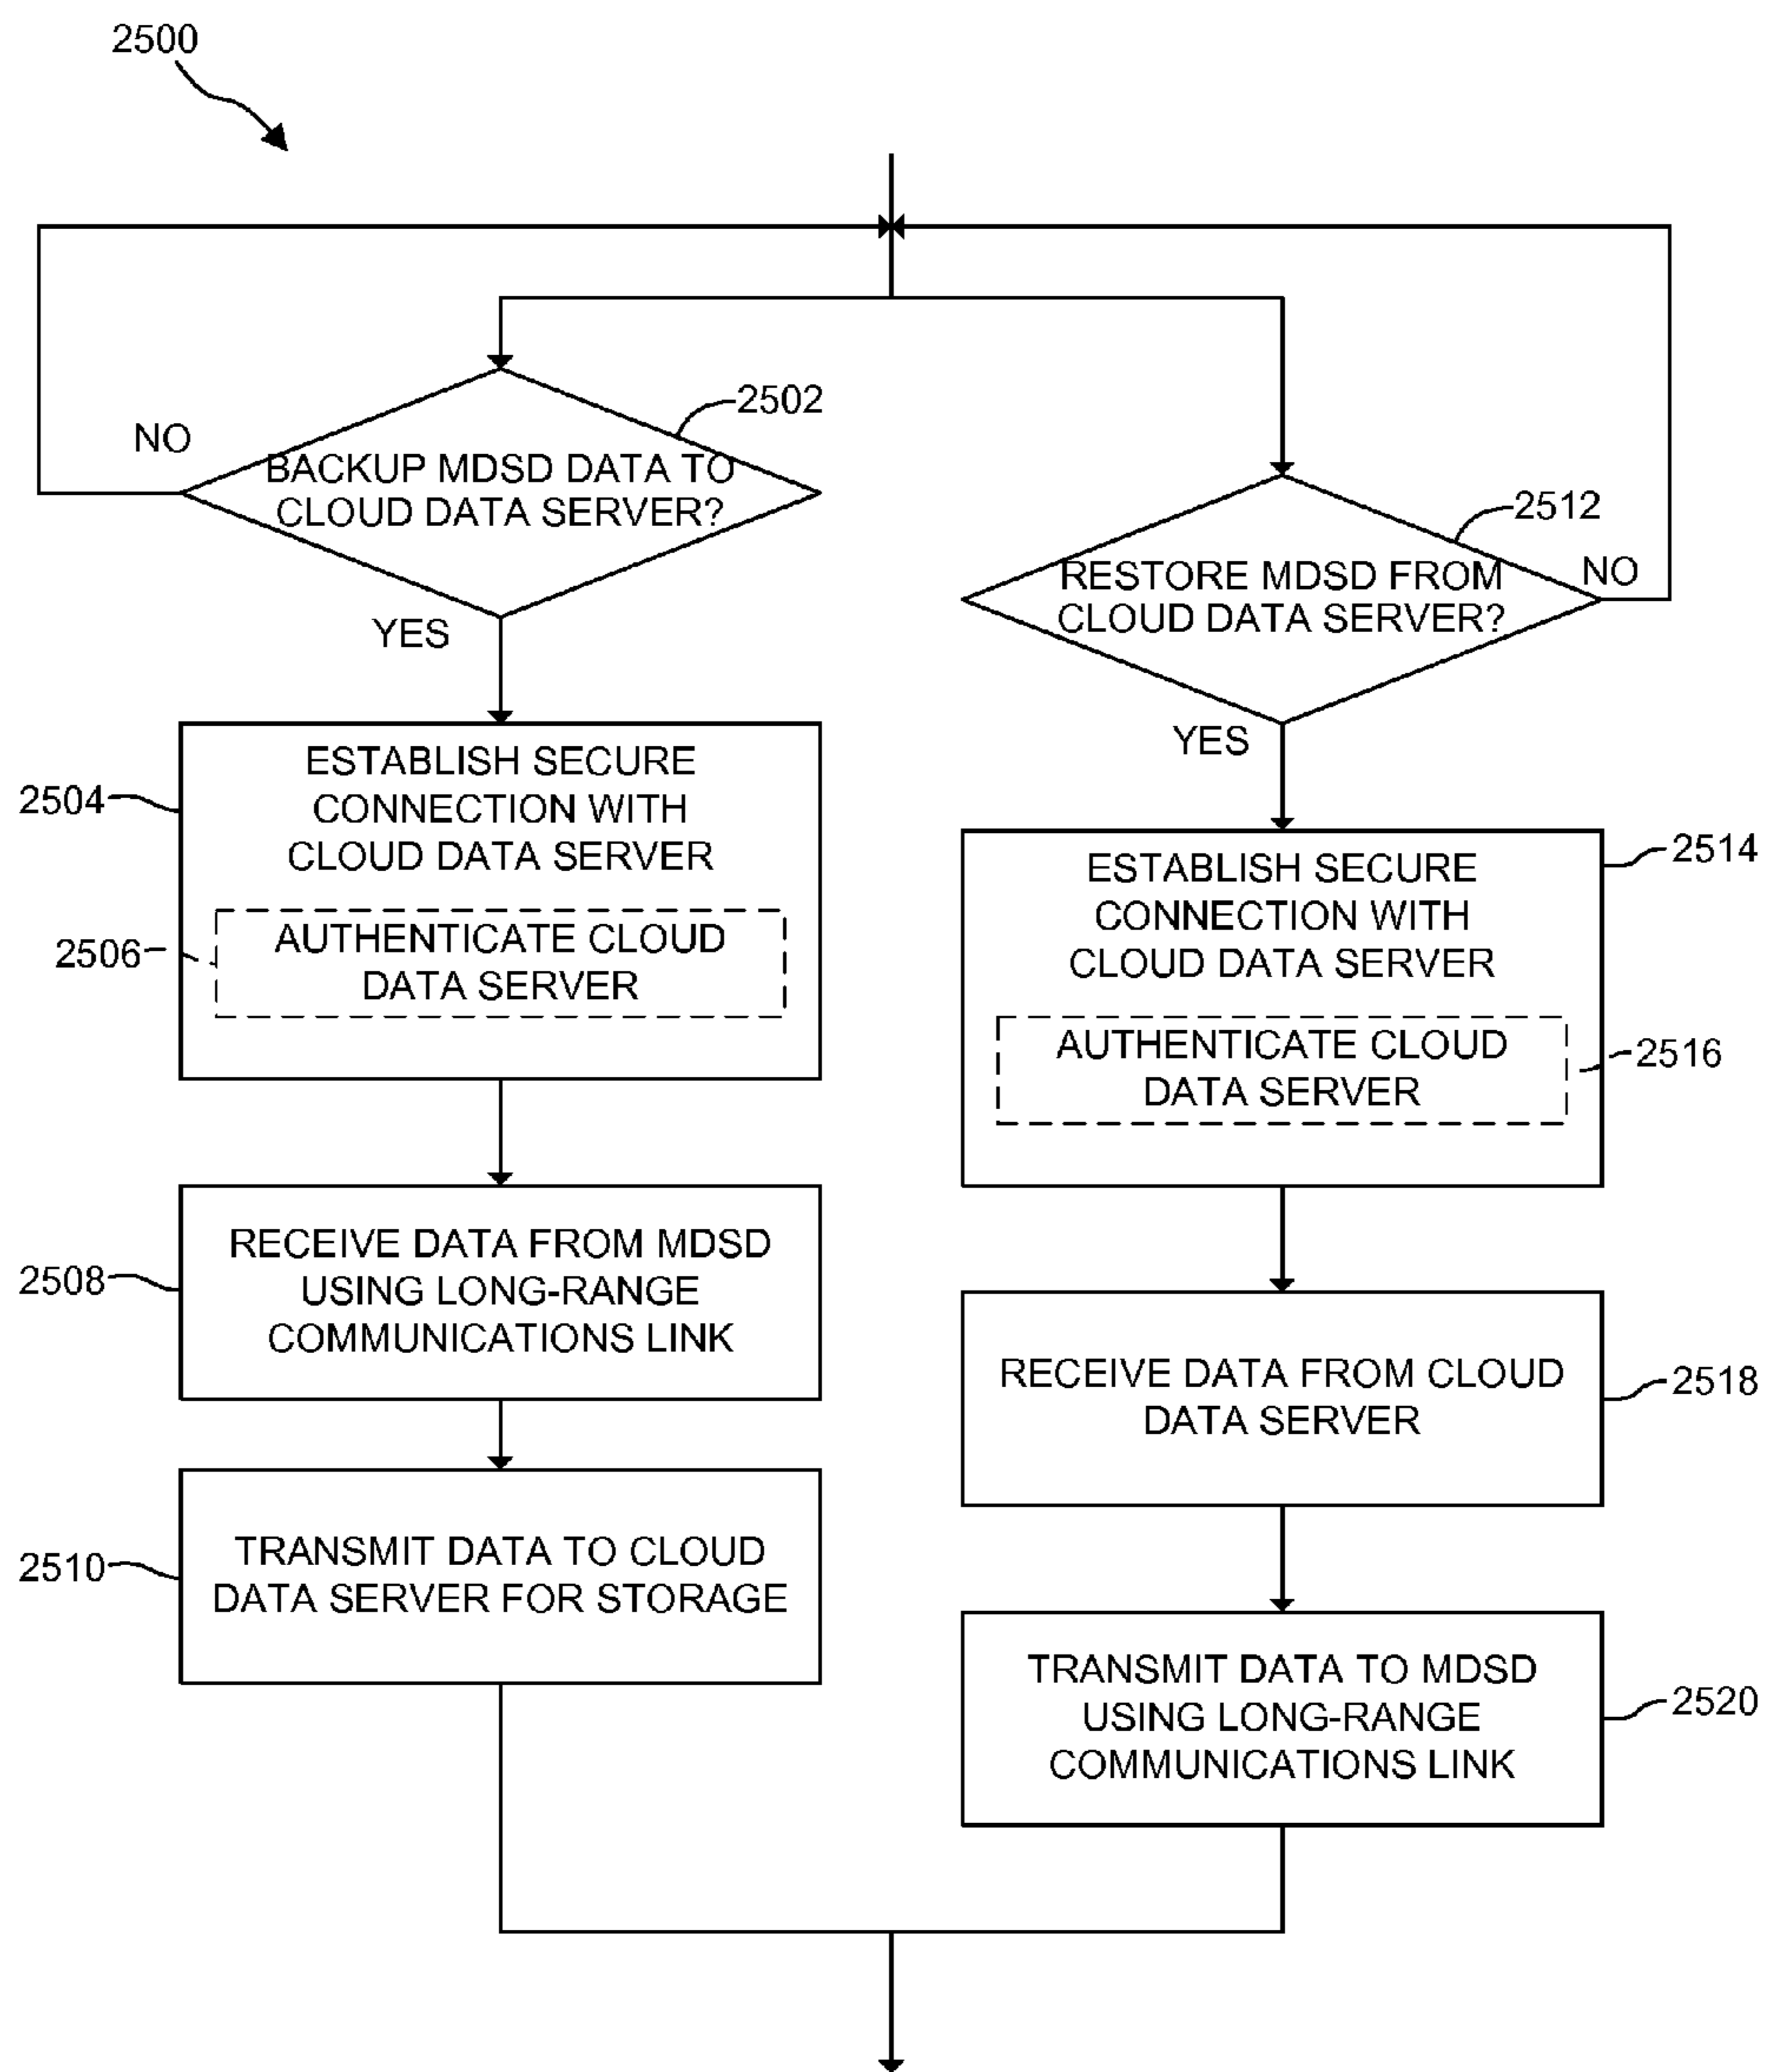 2500
2502
NO
BACKUP MDSD DATA TO
CLOUD DATA SERVER?
YES
2504
ESTABLISH SECURE
CONNECTION WITH
CLOUD DATA SERVER
2506
AUTHENTICATE CLOUD
DATA SERVER
2508
RECEIVE DATA FROM MDSD
USING LONG-RANGE
COMMUNICATIONS LINK
2510
TRANSMIT DATA TO CLOUD
DATA SERVER FOR STORAGE
2512
NO
RESTORE MDSD FROM
CLOUD DATA SERVER?
YES
2514
ESTABLISH SECURE
CONNECTION WITH
CLOUD DATA SERVER
AUTHENTICATE CLOUD
DATA SERVER
2516
RECEIVE DATA FROM CLOUD
DATA SERVER
2518
TRANSMIT DATA TO MDSD
USING LONG-RANGE
COMMUNICATIONS LINK
2520